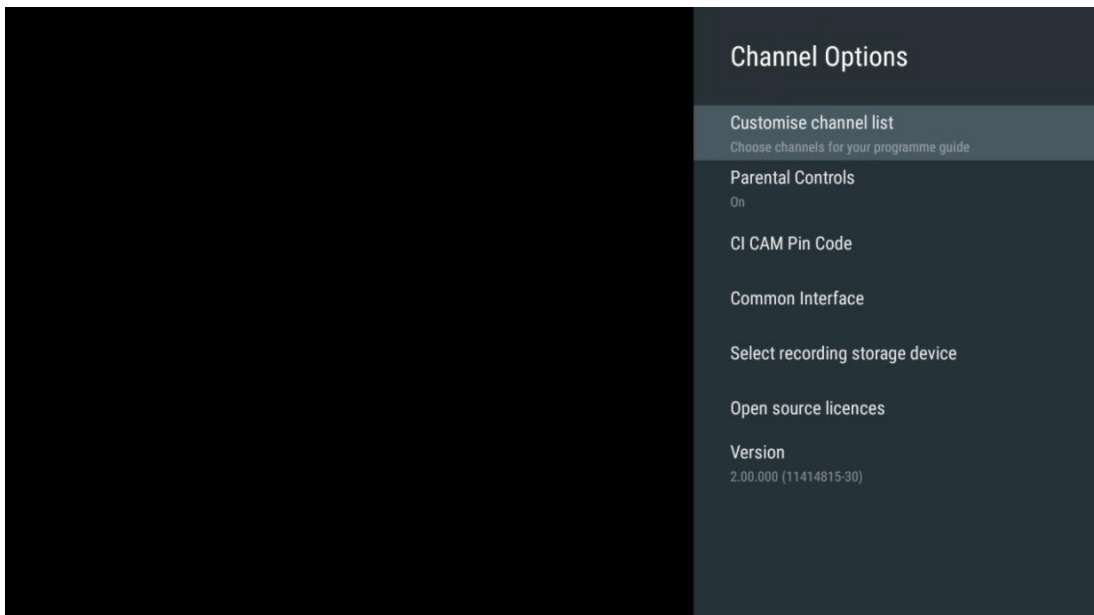 Channel Options
Customise channel list
Choose channels for your programme guide
Parental Controls
On
CI CAM Pin Code
Common Interface
Select recording storage device
Open source licences
Version
2.00.000 (11414815-30)